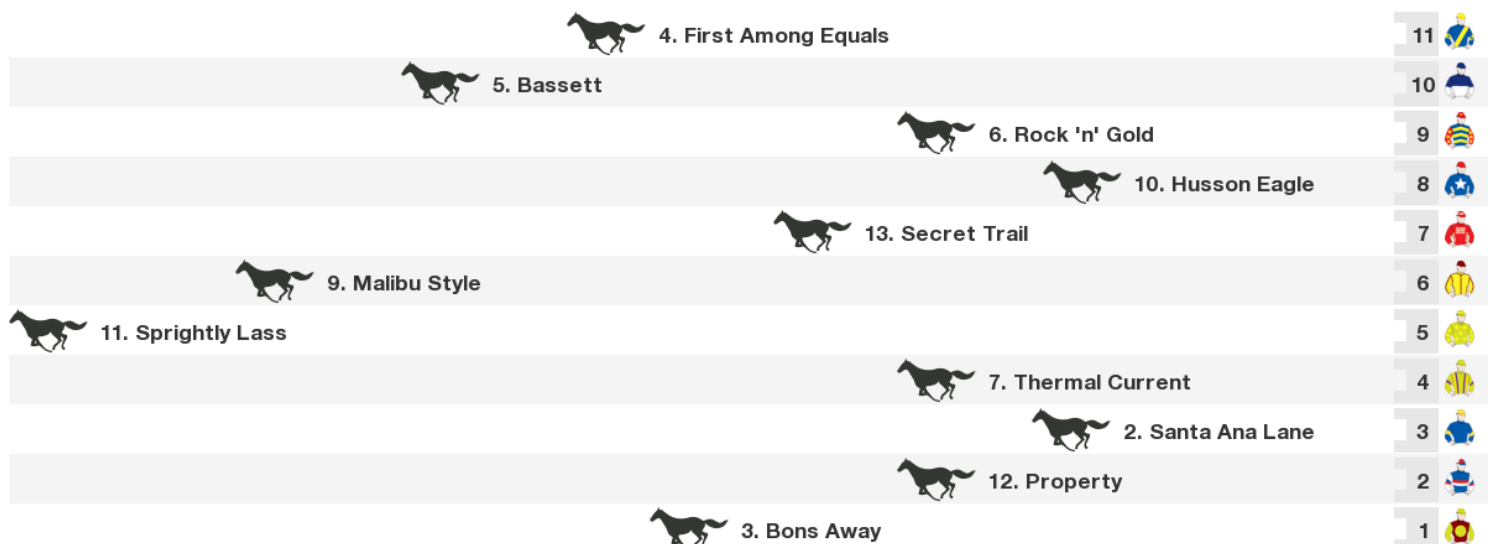 4. First Among Equals 11
5. Bassett 10
6. Rock 'n' Gold 9
10. Husson Eagle 8
13. Secret Trail 7
9. Malibu Style 6
11. Sprightly Lass 5
7. Thermal Current 4
2. Santa Ana Lane 3
12. Property 2
3. Bons Away 1